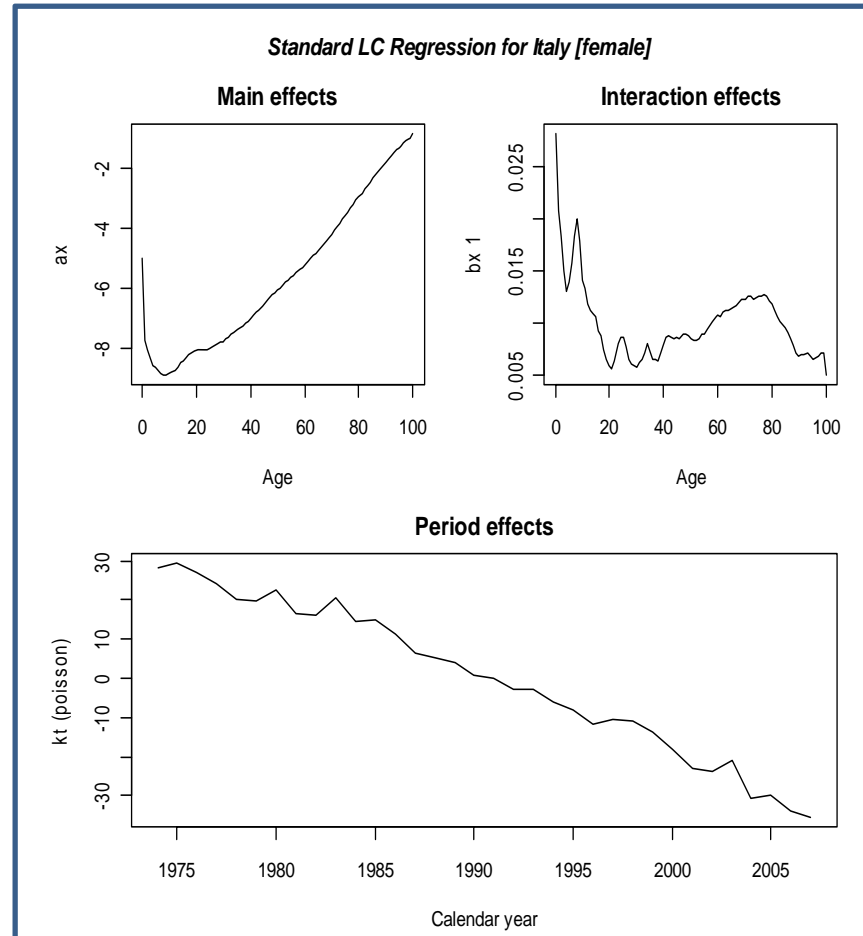 Standard LC Regression for Italy [female]
Main effects
ax
-2
-4
-6
-8
0 20 40 60 80 100
Age
Interaction effects
bx 1
0.025
0.015
0.005
0 20 40 60 80 100
Age
Period effects
kt (poisson)
30
10
0
-10
-30
1975 1980 1985 1990 1995 2000 2005
Calendar year